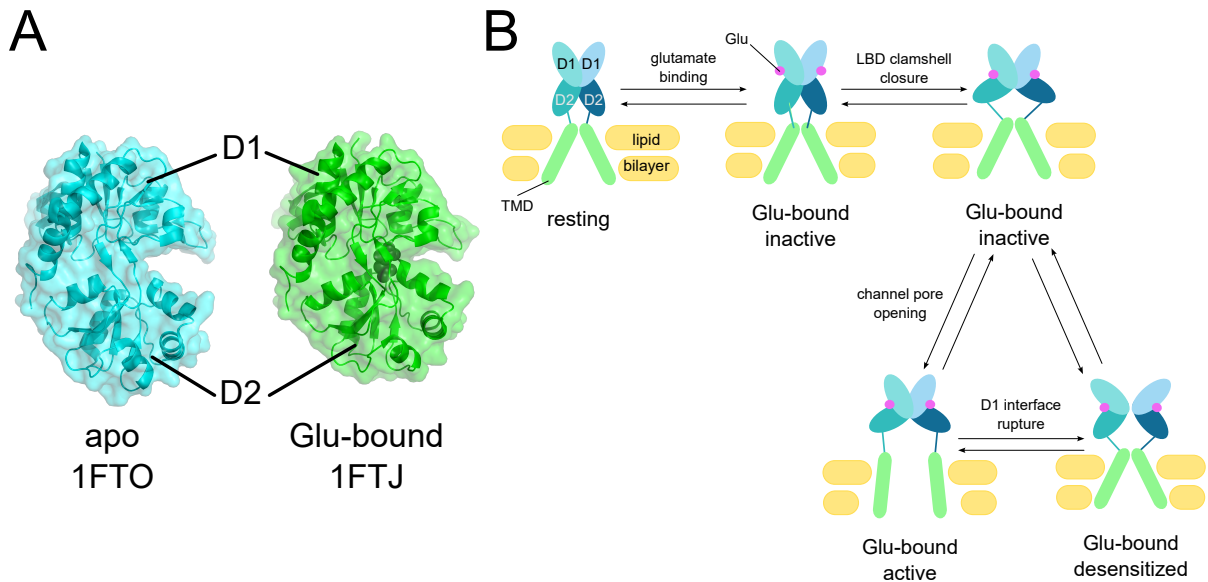 A
D1
D2
apo
1FTO
Glu-bound
1FTJ
B
D1 D1
D2 D2
TMD
resting
lipid
bilayer
glutamate
binding
Glu
Glu-bound
inactive
LBD clamshell
closure
Glu-bound
inactive
channel pore
opening
Glu-bound
active
D1 interface
rupture
Glu-bound
desensitized